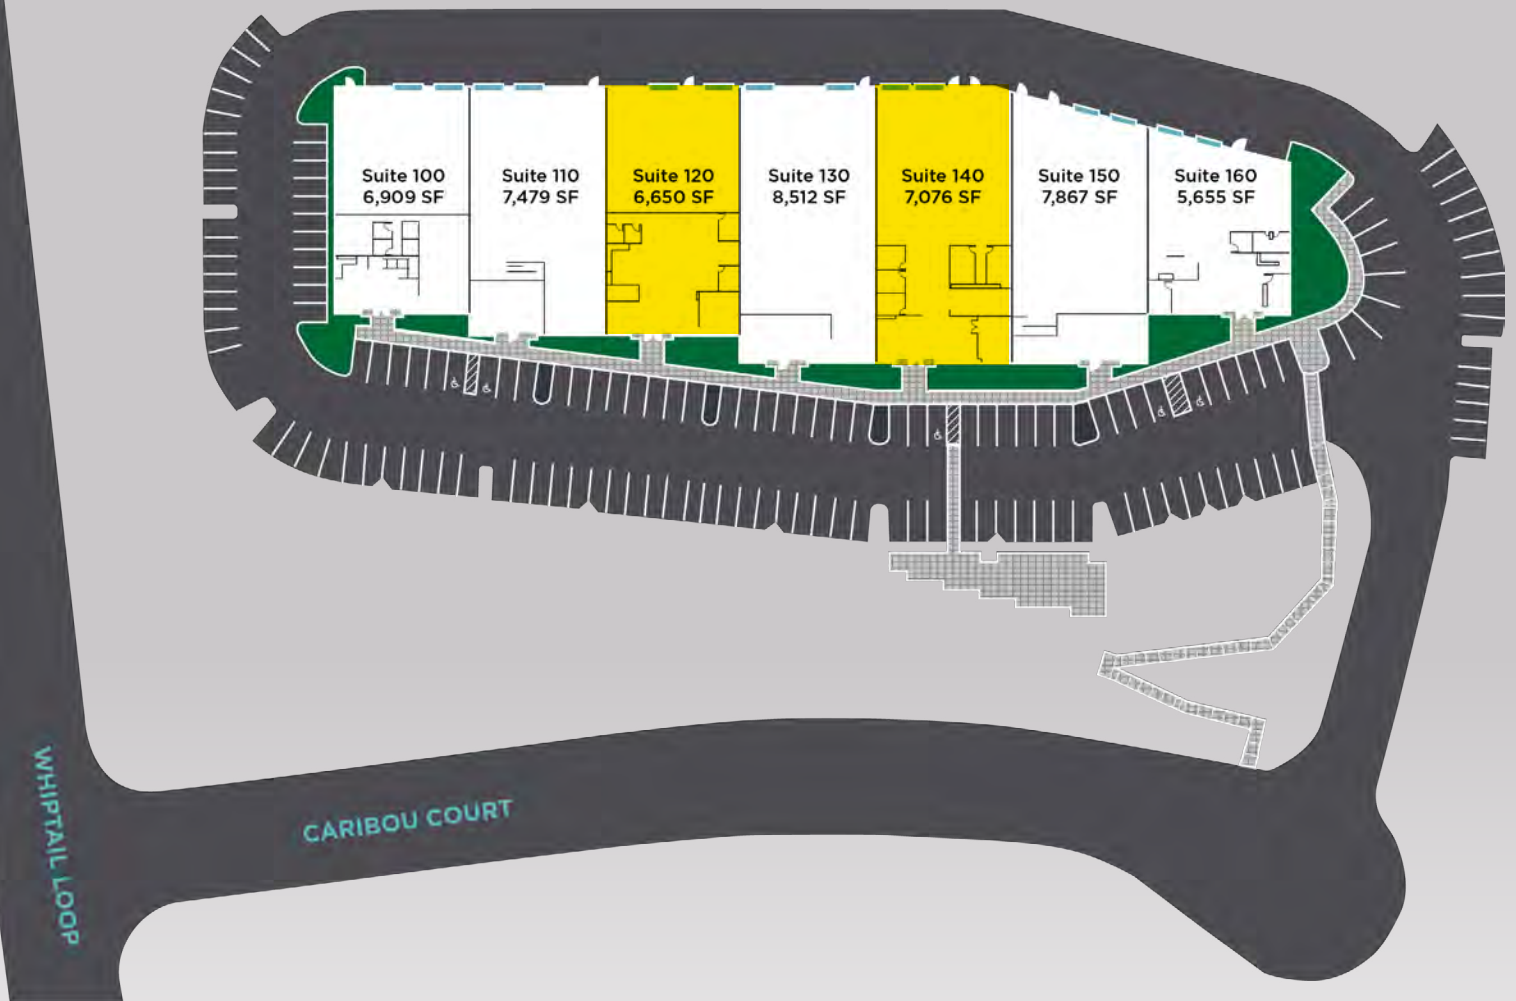 Suite 100
6,909 SF
Suite 110
7,479 SF
Suite 120
6,650 SF
Suite 130
8,512 SF
Suite 140
7,076 SF
Suite 150
7,867 SF
Suite 160
5,655 SF
WHIPTAIL LOOP
CARIBOU COURT